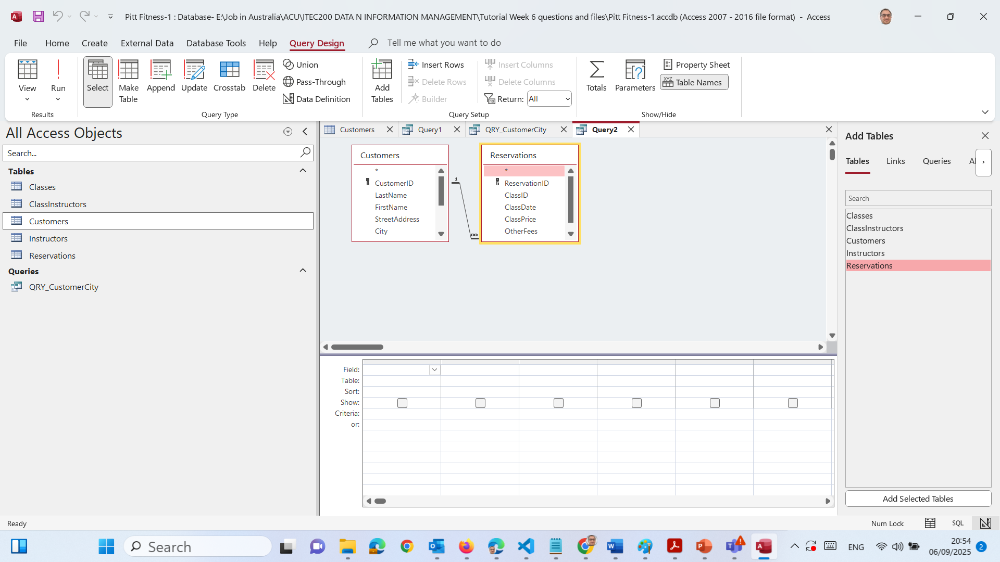 Pitt Fitness-1 : Database- E:\Job in Australia\ACU\ITEC200 DATA N INFORMATION MANAGEMENT\Tutorial Week 6 questions and files\Pitt Fitness-1.accdb (Access 2007 - 2016 file format) - Access
File Home Create External Data Database Tools Help Query Design Tell me what you want to do
View
Run
Results
Select
Make Table
Append
Update
Crosstab
Delete
Union
Pass-Through
Data Definition
Query Type
Add Tables
Insert Rows
Delete Rows
Builder
Insert Columns
Delete Columns
Return: All
Query Setup
Totals
Parameters
Property Sheet
XYZ Table Names
Show/Hide
All Access Objects
Search...
Tables
Classes
ClassInstructors
Customers
Instructors
Reservations
Queries
QRY_CustomerCity
Customers Query1 QRY_CustomerCity Query2
Customers
*
CustomerID
LastName
FirstName
StreetAddress
City
1
∞
Reservations
*
ReservationID
ClassID
ClassDate
ClassPrice
OtherFees
Field:
Table:
Sort:
Show:
Criteria:
or:
Add Tables
Tables Links Queries Al
Search
Classes
ClassInstructors
Customers
Instructors
Reservations
Add Selected Tables
Ready
Num Lock
SQL
Search
ENG
20:54
06/09/2025
2